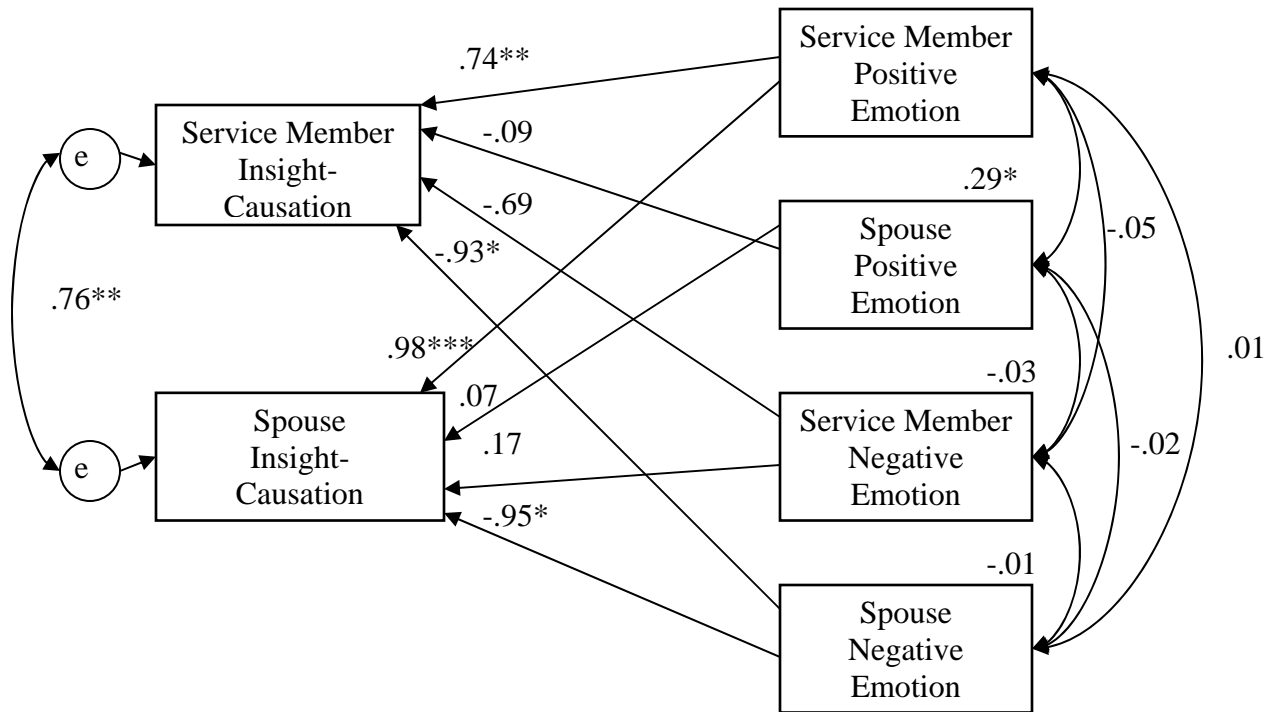 Service Member
Positive
Emotion
.74**
Service Member
Insight-
Causation
-.09
e
.29*
-.69
Spouse
Positive
Emotion
-.05
-.93*
.76**
.98***
.01
-.03
.07
Spouse
Insight-
Causation
Service Member
Negative
Emotion
.17
-.02
e
-.95*
-.01
Spouse
Negative
Emotion